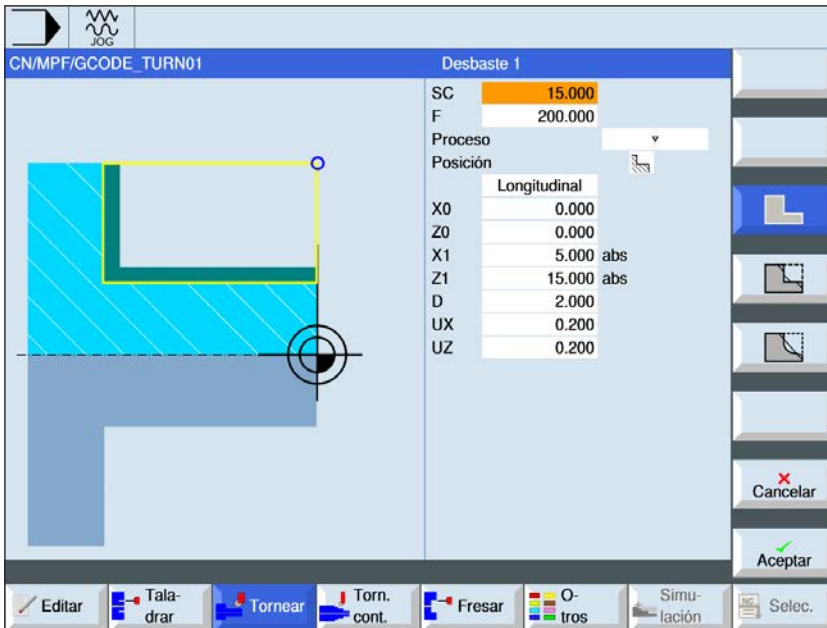 JOG
CN/MPF/GCODE_TURN01
Desbaste 1
SC 15.000
F 200.000
Proceso
Posición
Longitudinal
X0 0.000
Z0 0.000
X1 5.000 abs
Z1 15.000 abs
D 2.000
UX 0.200
UZ 0.200
Cancelar
Aceptar
Editar
Tala-
drar
Tornear
Torn.
cont.
Fresar
O-
tros
Simu-
lación
NC
Selec.